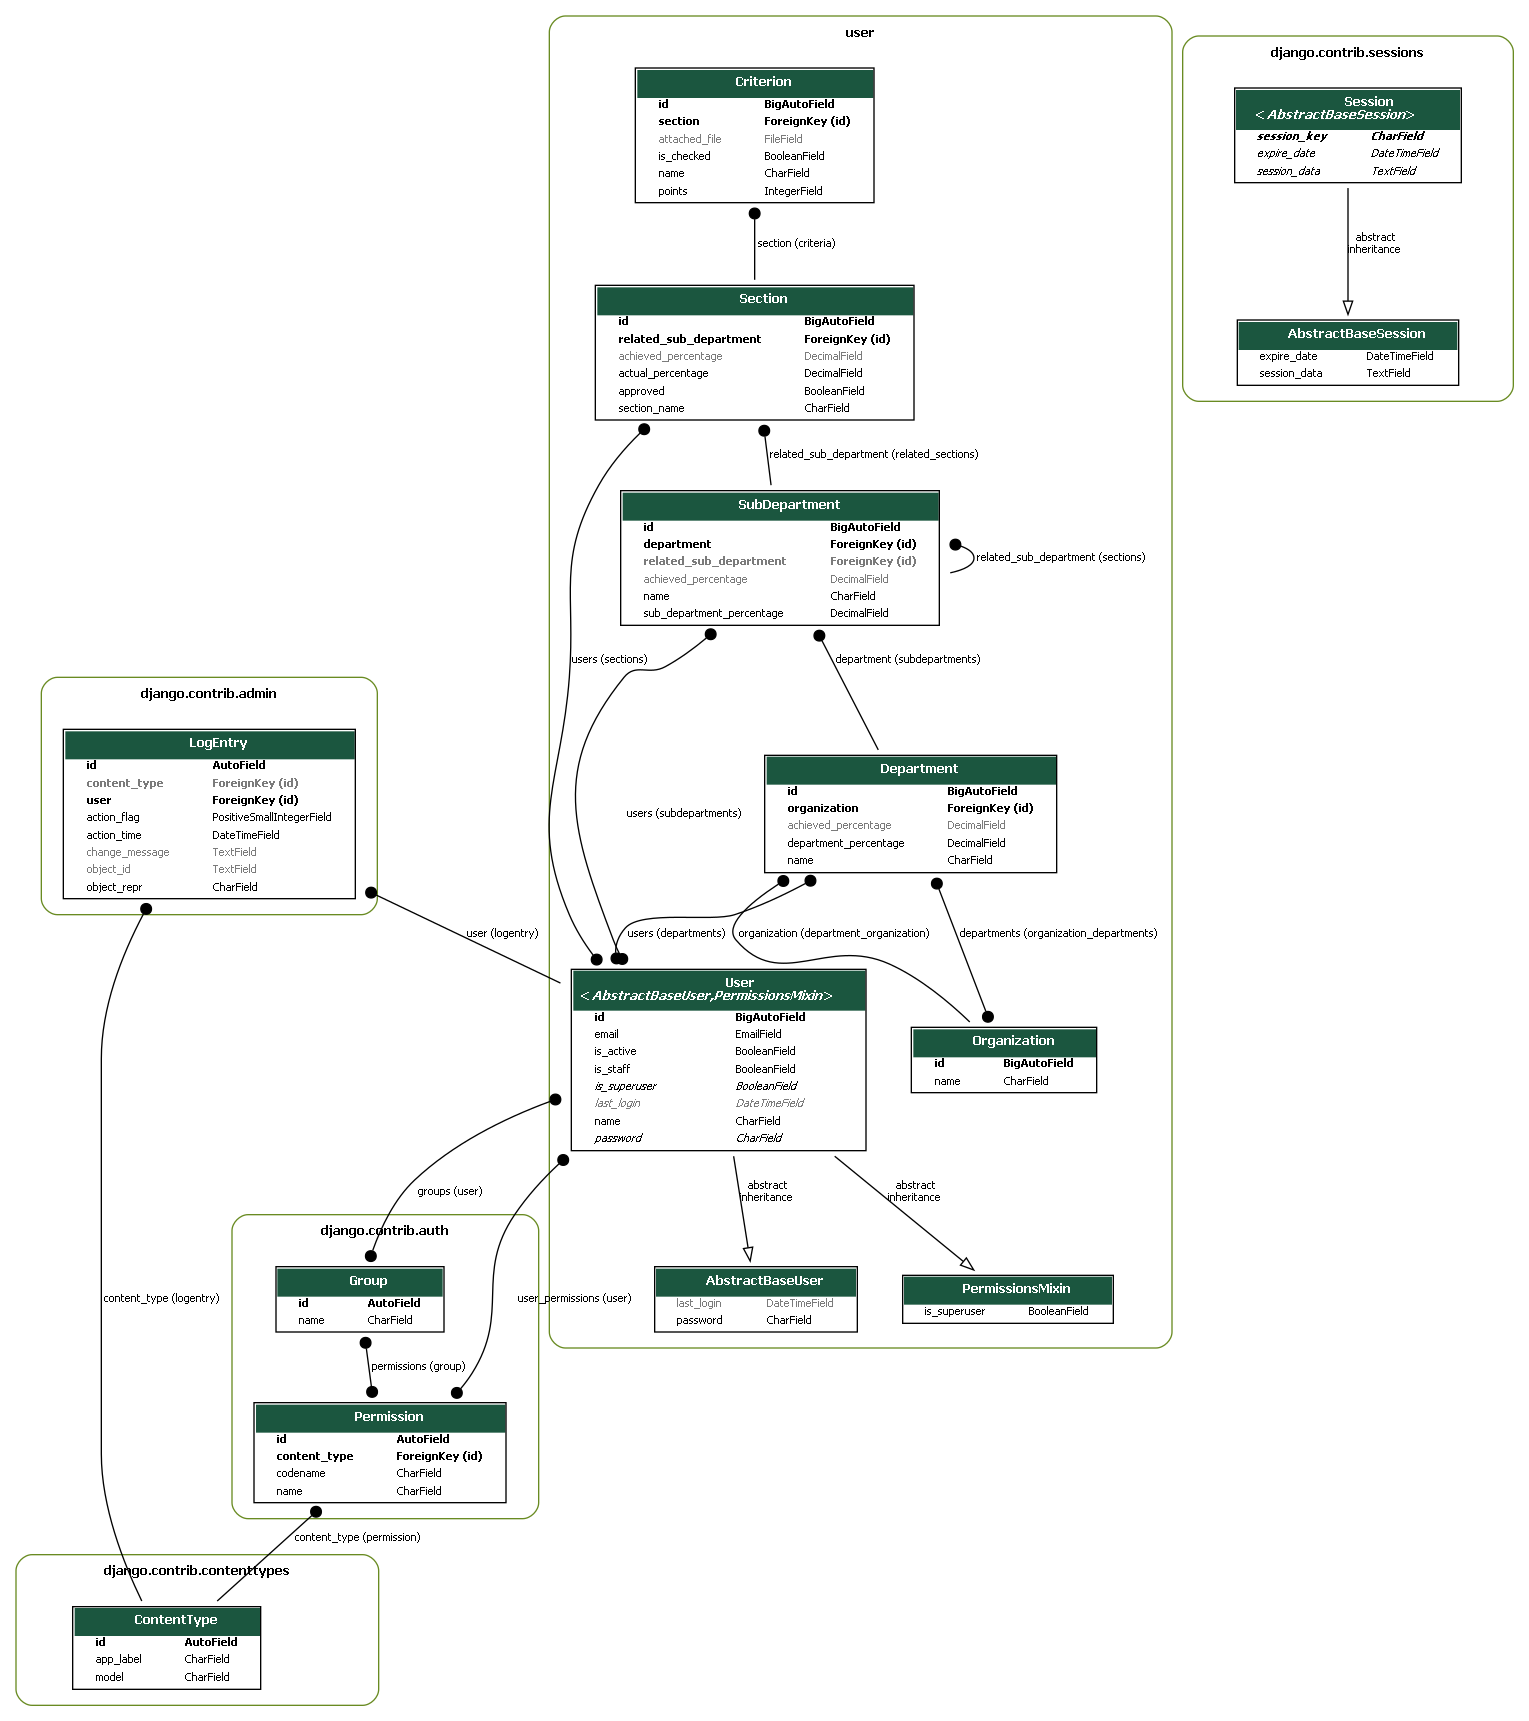 user
Criterion
id BigAutoField
section ForeignKey (id)
attached_file FileField
is_checked BooleanField
name CharField
points IntegerField
section (criteria)
Section
id BigAutoField
related_sub_department ForeignKey (id)
achieved_percentage DecimalField
actual_percentage DecimalField
approved BooleanField
section_name CharField
related_sub_department (related_sections)
SubDepartment
id BigAutoField
department ForeignKey (id)
related_sub_department ForeignKey (id)
achieved_percentage DecimalField
name CharField
sub_department_percentage DecimalField
related_sub_department (sections)
users (sections)
department (subdepartments)
Department
id BigAutoField
organization ForeignKey (id)
achieved_percentage DecimalField
department_percentage DecimalField
name CharField
users (subdepartments)
users (departments)
organization (department_organization)
departments (organization_departments)
User
<AbstractBaseUser,PermissionsMixin>
id BigAutoField
email EmailField
is_active BooleanField
is_staff BooleanField
is_superuser BooleanField
last_login DateTimeField
name CharField
password CharField
Organization
id BigAutoField
name CharField
abstract
inheritance
abstract
inheritance
AbstractBaseUser
last_login DateTimeField
password CharField
PermissionsMixin
is_superuser BooleanField
django.contrib.sessions
Session
<AbstractBaseSession>
session_key CharField
expire_date DateTimeField
session_data TextField
abstract
inheritance
AbstractBaseSession
expire_date DateTimeField
session_data TextField
django.contrib.admin
LogEntry
id AutoField
content_type ForeignKey (id)
user ForeignKey (id)
action_flag PositiveSmallIntegerField
action_time DateTimeField
change_message TextField
object_id TextField
object_repr CharField
user (logentry)
groups (user)
user_permissions (user)
content_type (logentry)
django.contrib.auth
Group
id AutoField
name CharField
permissions (group)
Permission
id AutoField
content_type ForeignKey (id)
codename CharField
name CharField
content_type (permission)
django.contrib.contenttypes
ContentType
id AutoField
app_label CharField
model CharField